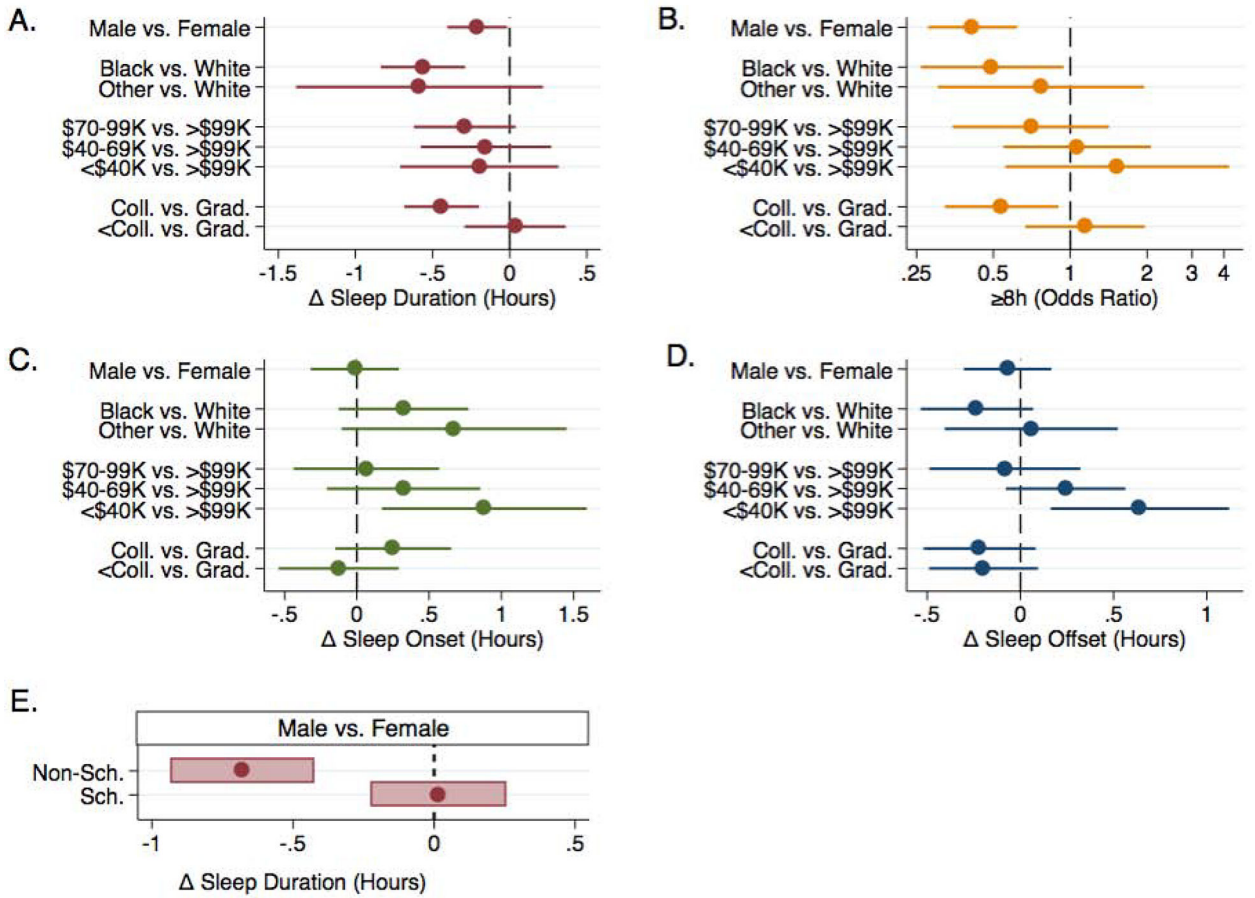 A.
Male vs. Female
Black vs. White
Other vs. White
$70-99K vs. >$99K
$40-69K vs. >$99K
<$40K vs. >$99K
Coll. vs. Grad.
<Coll. vs. Grad.
-1.5 -1 -.5 0 .5
Δ Sleep Duration (Hours)
B.
Male vs. Female
Black vs. White
Other vs. White
$70-99K vs. >$99K
$40-69K vs. >$99K
<$40K vs. >$99K
Coll. vs. Grad.
<Coll. vs. Grad.
.25 0.5 1 2 3 4
≥8h (Odds Ratio)
C.
Male vs. Female
Black vs. White
Other vs. White
$70-99K vs. >$99K
$40-69K vs. >$99K
<$40K vs. >$99K
Coll. vs. Grad.
<Coll. vs. Grad.
-.5 0 .5 1 1.5
Δ Sleep Onset (Hours)
D.
Male vs. Female
Black vs. White
Other vs. White
$70-99K vs. >$99K
$40-69K vs. >$99K
<$40K vs. >$99K
Coll. vs. Grad.
<Coll. vs. Grad.
-.5 0 .5 1
Δ Sleep Offset (Hours)
E.
Male vs. Female
Non-Sch.
Sch.
-1 -.5 0 .5
Δ Sleep Duration (Hours)